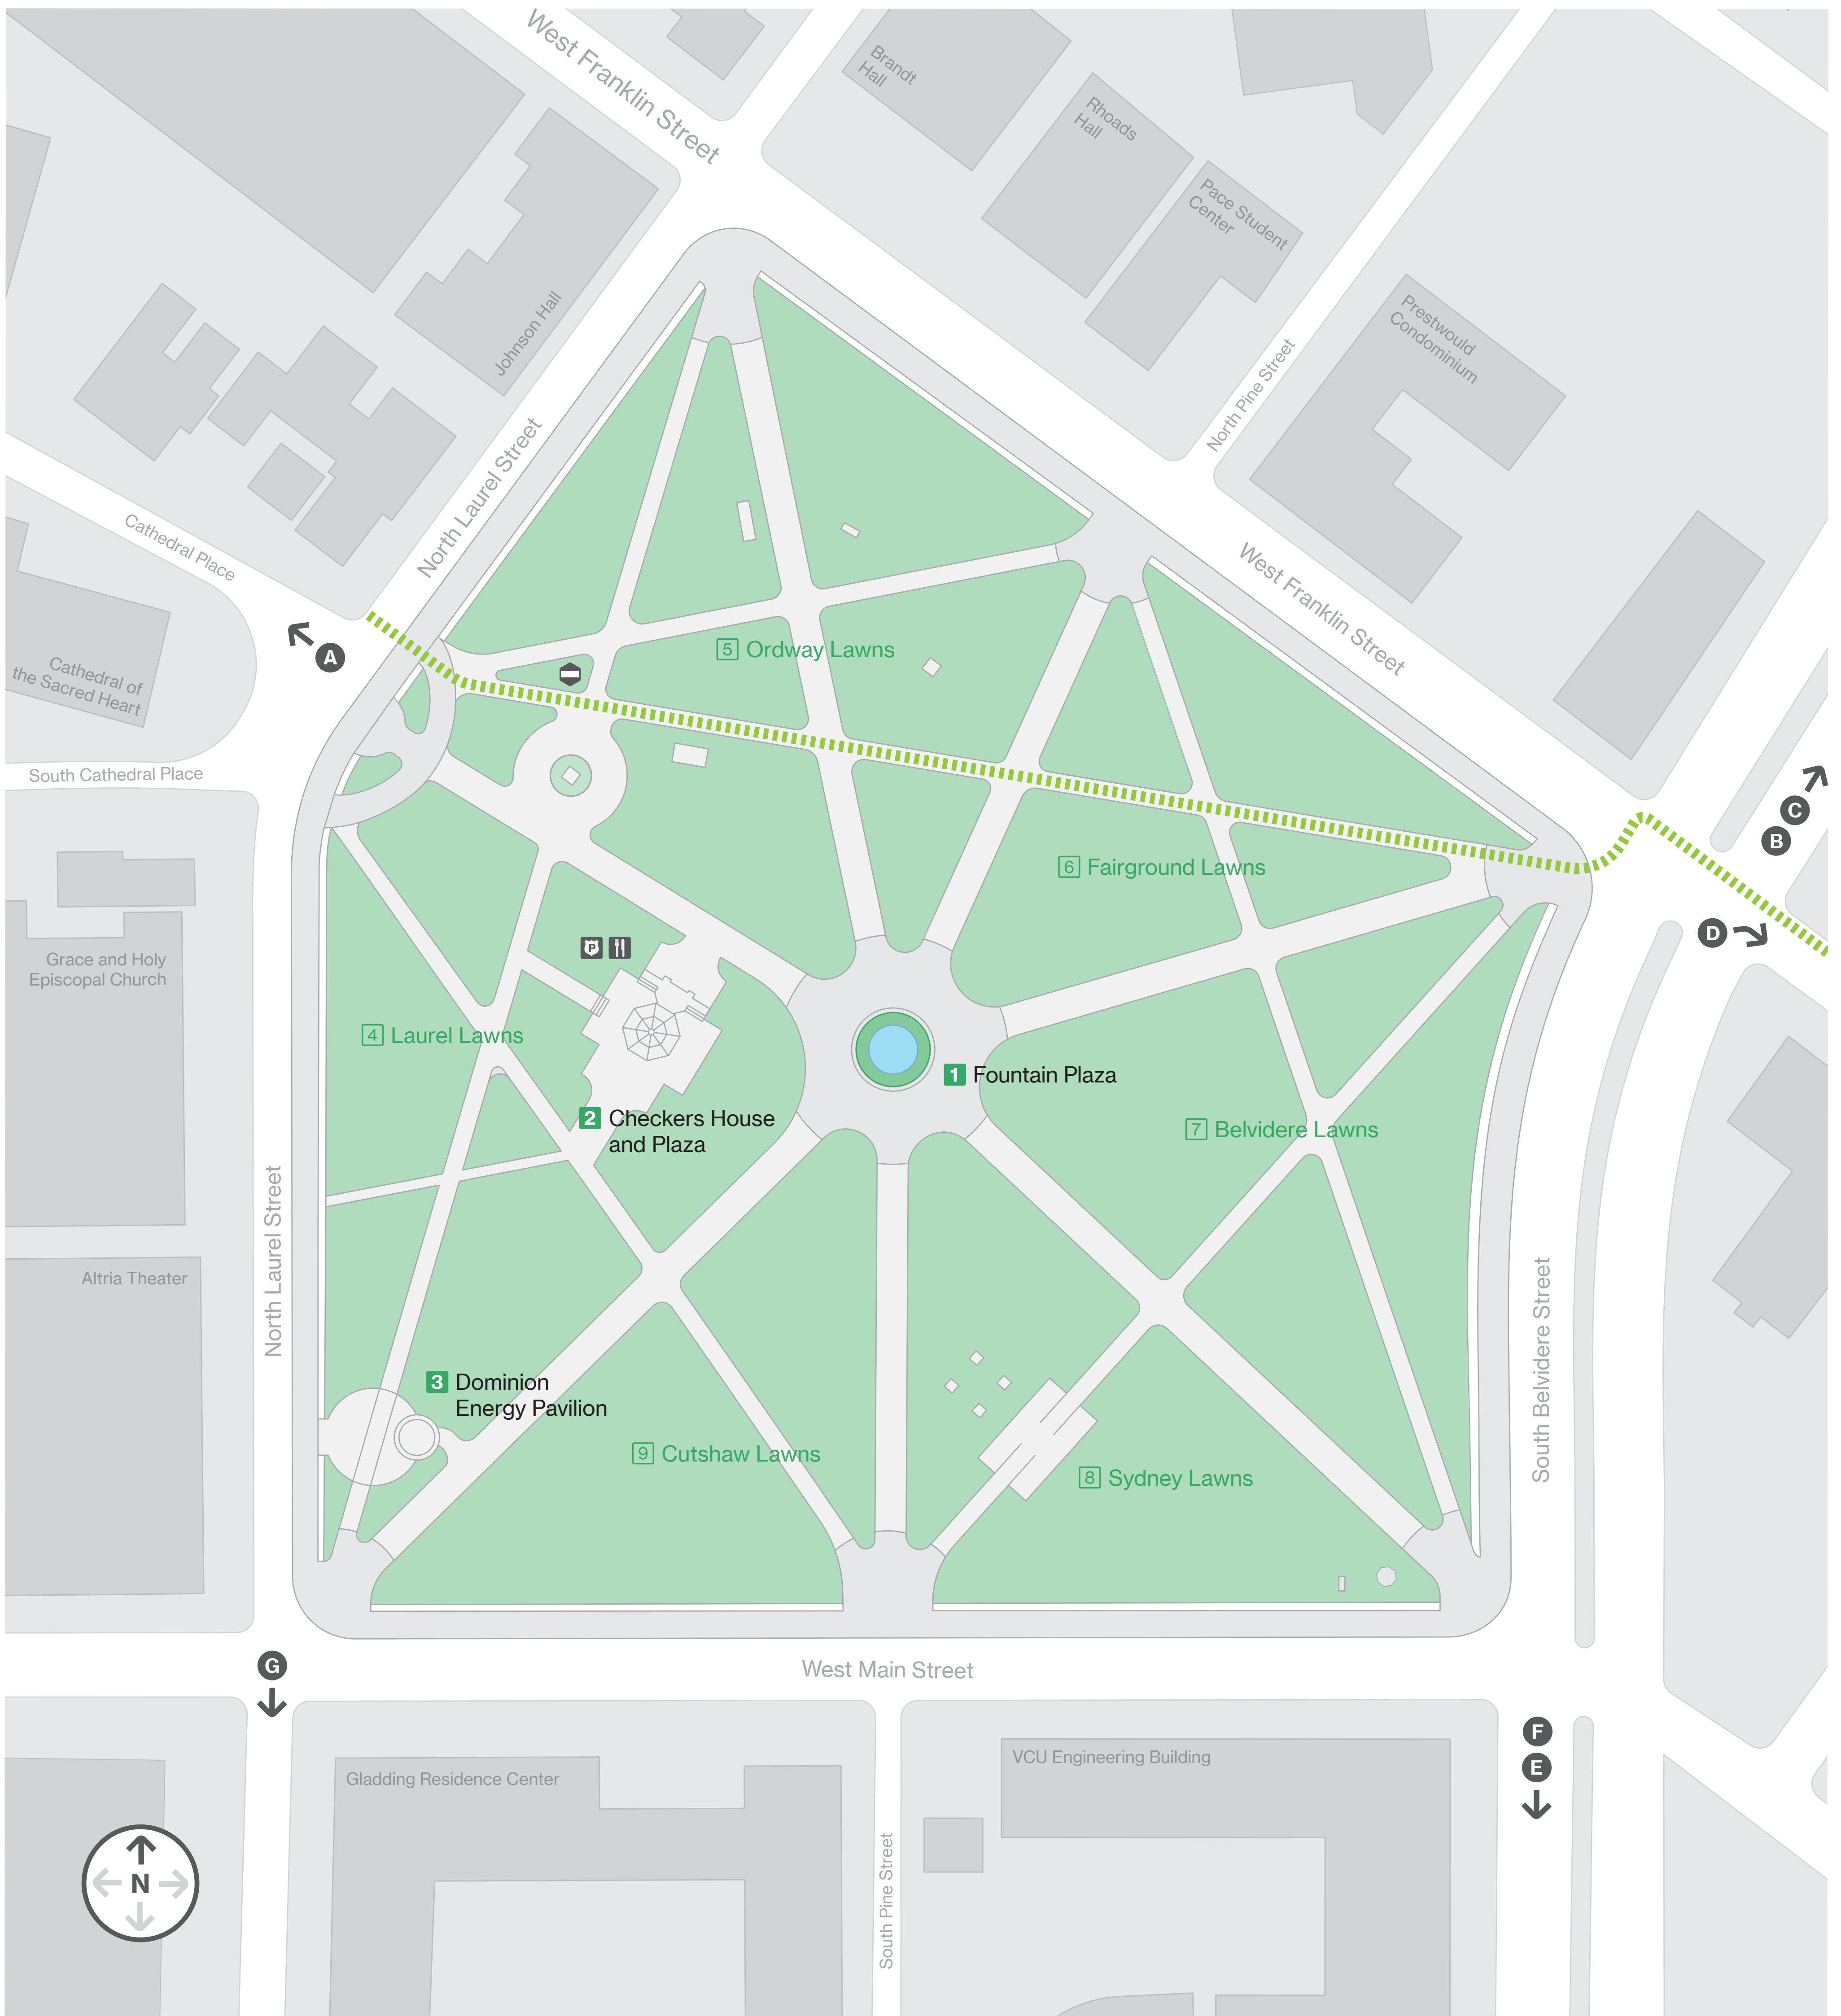 West Franklin Street
Brandt
Hall
Rhoads
Hall
Pace Student
Center
Johnson Hall
Prestwould
Condominium
North Pine Street
North Laurel Street
Cathedral Place
West Franklin Street
A
Cathedral of
the Sacred Heart
5 Ordway Lawns
South Cathedral Place
C
B
6 Fairground Lawns
D
P
Grace and Holy
Episcopal Church
4 Laurel Lawns
1 Fountain Plaza
2 Checkers House
and Plaza
7 Belvidere Lawns
North Laurel Street
Altria Theater
South Belvidere Street
3 Dominion
Energy Pavilion
9 Cutshaw Lawns
8 Sydney Lawns
G
West Main Street
F
E
Gladding Residence Center
VCU Engineering Building
South Pine Street
N